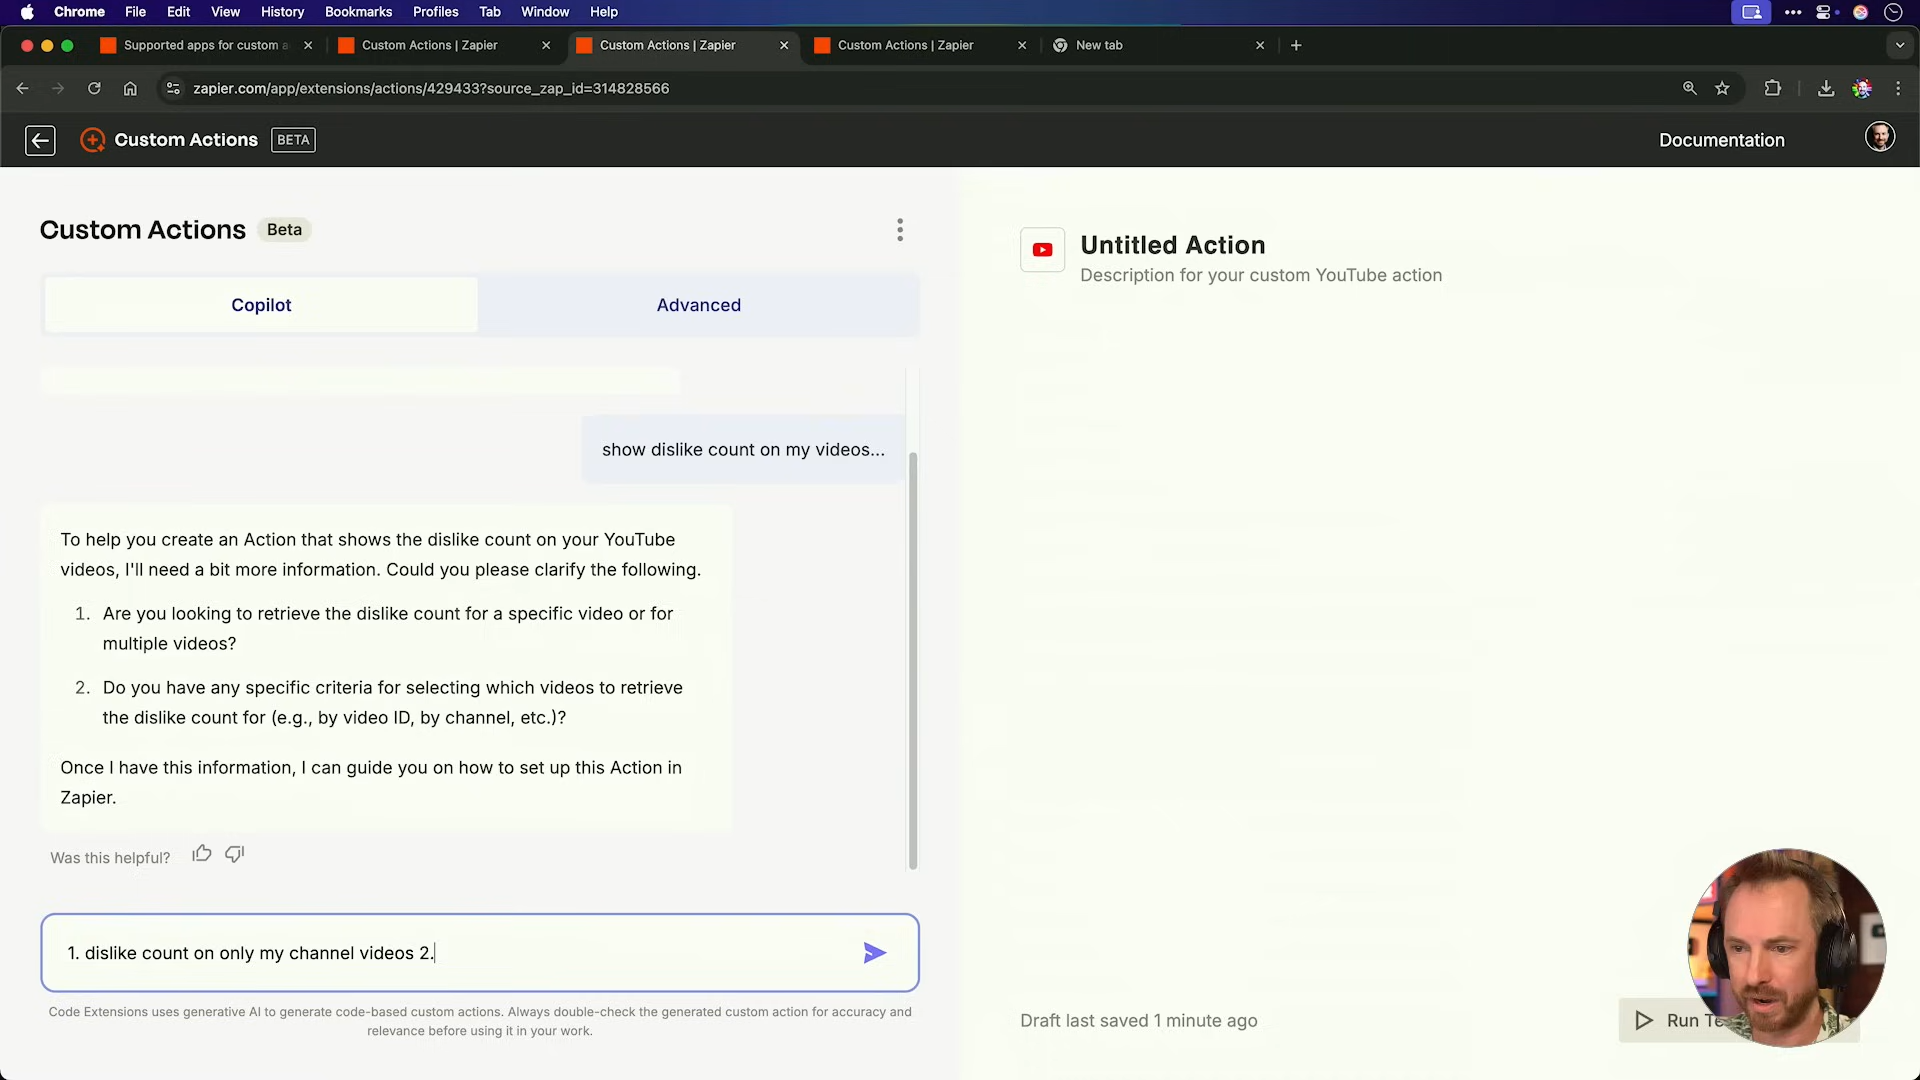 Chrome File Edit View History Bookmarks Profiles Tab Window Help
Supported apps for custom a
Custom Actions | Zapier
Custom Actions | Zapier
Custom Actions | Zapier
New tab
zapier.com/app/extensions/actions/429433?source_zap_id=314828566
Custom Actions BETA
Documentation
Custom Actions Beta
Copilot
Advanced
show dislike count on my videos...
To help you create an Action that shows the dislike count on your YouTube
videos, I'll need a bit more information. Could you please clarify the following.
1. Are you looking to retrieve the dislike count for a specific video or for
multiple videos?
2. Do you have any specific criteria for selecting which videos to retrieve
the dislike count for (e.g., by video ID, by channel, etc.)?
Once I have this information, I can guide you on how to set up this Action in
Zapier.
Was this helpful?
1. dislike count on only my channel videos 2.
Code Extensions uses generative AI to generate code-based custom actions. Always double-check the generated custom action for accuracy and
relevance before using it in your work.
Untitled Action
Description for your custom YouTube action
Draft last saved 1 minute ago
Run